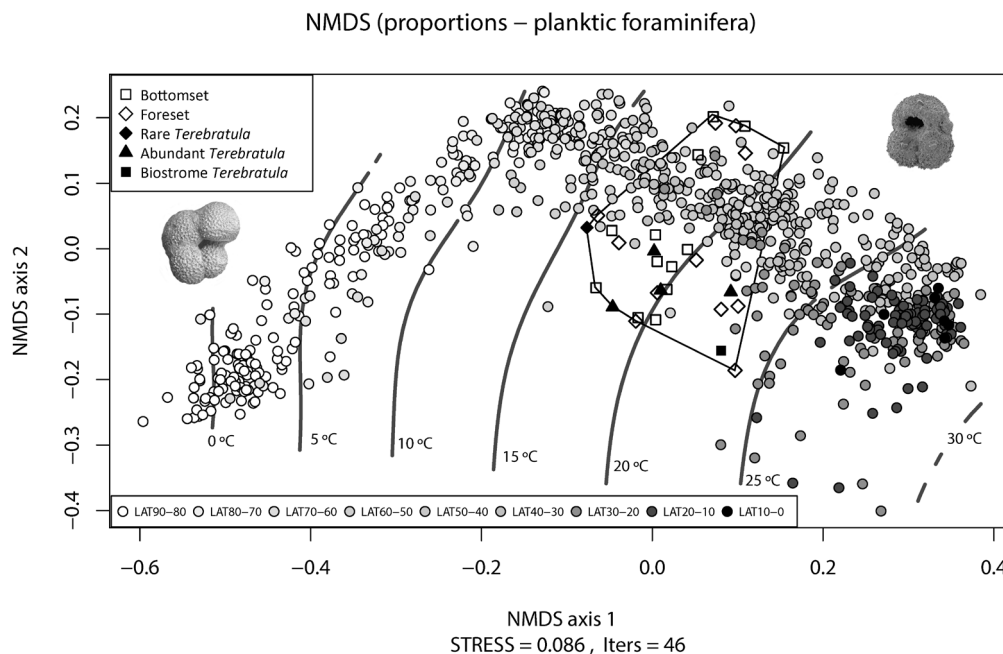 NMDS (proportions – planktic foraminifera)
Bottomset
Foreset
Rare Terebratula
Abundant Terebratula
Biostrome Terebratula
0.2
0.1
0.0
−0.1
−0.2
−0.3
−0.4
NMDS axis 2
0 ºC
5 ºC
10 ºC
15 ºC
20 ºC
25 ºC
30 ºC
LAT90−80 LAT80−70 LAT70−60 LAT60−50 LAT50−40 LAT40−30 LAT30−20 LAT20−10 LAT10−0
−0.6 −0.4 −0.2 0.0 0.2 0.4
NMDS axis 1
STRESS = 0.086 , Iters = 46